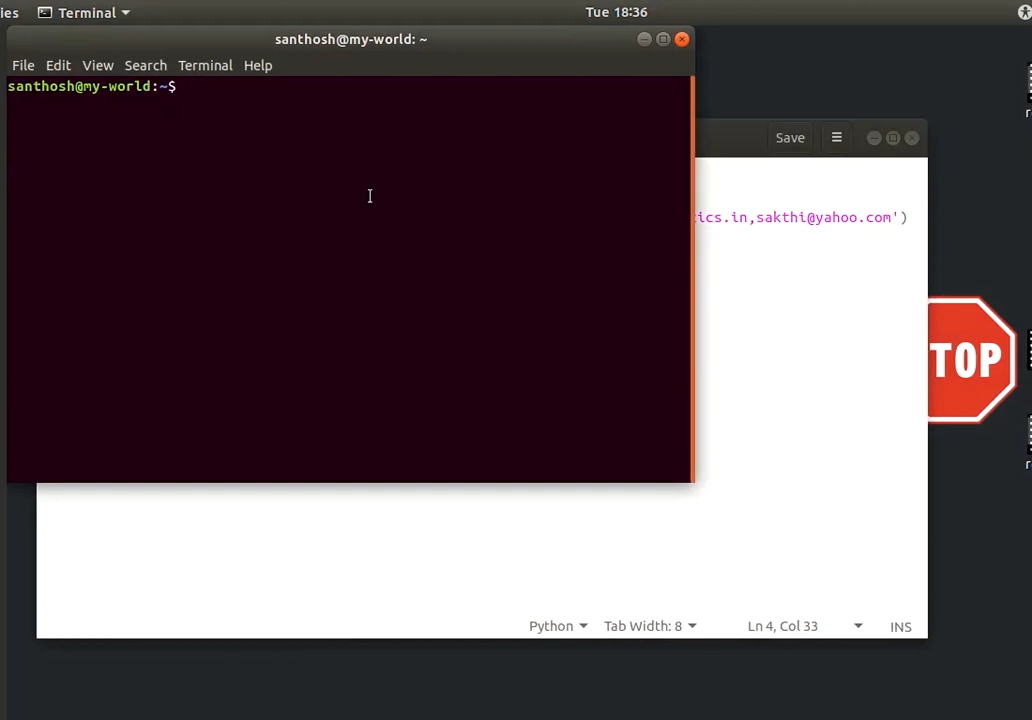 ies Terminal Tue 18:36
santhosh@my-world: ~
File Edit View Search Terminal Help
santhosh@my-world:~$
Save
ics.in,sakthi@yahoo.com')
TOP
Python Tab Width: 8 Ln 4, Col 33 INS